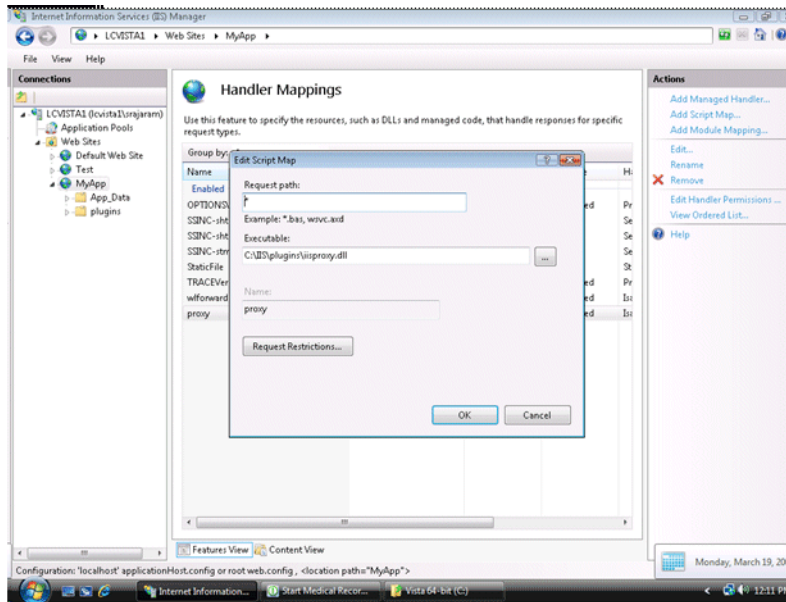 Internet Information Services (IIS) Manager
LCVISTA1 Web Sites MyApp
File View Help
Connections
LCVISTA1 (lcvista1\srajaram)
Application Pools
Web Sites
Default Web Site
Test
MyApp
App_Data
plugins
Handler Mappings
Use this feature to specify the resources, such as DLLs and managed code, that handle responses for specific
request types.
Group by:
Name
Enabled
OPTIONSV
SSINC-sht
SSINC-sht
SSINC-strr
StaticFile
TRACEVer
wlforward
proxy
Edit Script Map
Request path:
*
Example: *.bas, wsvc.axd
Executable:
C:\IIS\plugins\iisproxy.dll
...
Name:
proxy
Request Restrictions...
OK Cancel
Features View Content View
Actions
Add Managed Handler...
Add Script Map...
Add Module Mapping...
Edit...
Rename
Remove
Edit Handler Permissions ...
View Ordered List...
Help
Configuration: 'localhost' applicationHost.config or root web.config , <location path="MyApp">
Monday, March 19, 20
Internet Information... Start Medical Recor... Vista 64-bit (C:)
12:11 P